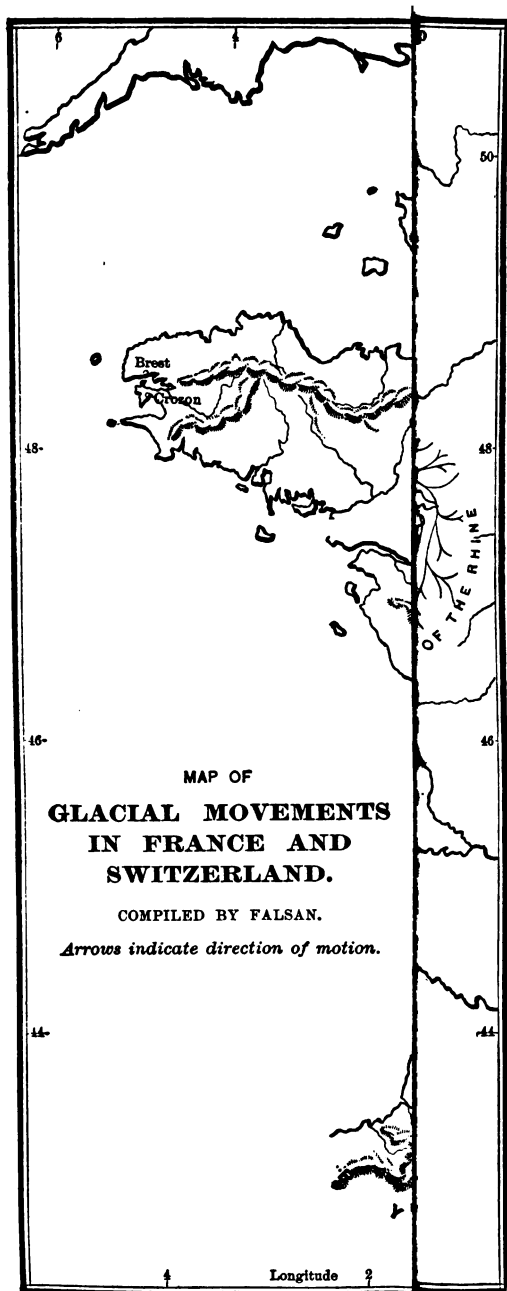 6
4
0
50
Brest
Crozon
48
48
OF THE RHINE
46
46
MAP OF
GLACIAL MOVEMENTS
IN FRANCE AND
SWITZERLAND.
COMPILED BY FALSAN.
Arrows indicate direction of motion.
44
44
4
Longitude
2